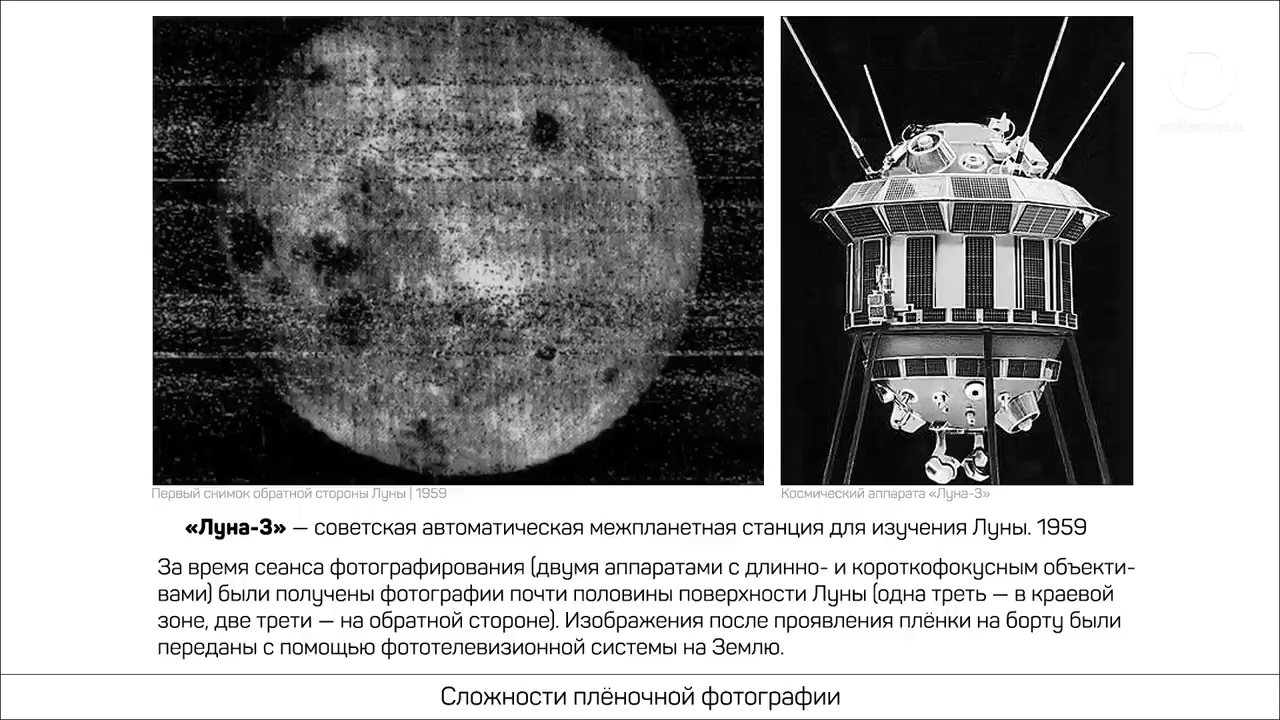 Первый снимок обратной стороны Луны | 1959
Космический аппарата «Луна-3»
«Луна-3» — советская автоматическая межпланетная станция для изучения Луны. 1959
За время сеанса фотографирования (двумя аппаратами с длинно- и короткофокусным объекти-
вами) были получены фотографии почти половины поверхности Луны (одна треть — в краевой
зоне, две трети — на обратной стороне). Изображения после проявления плёнки на борту были
переданы с помощью фототелевизионной системы на Землю.
Сложности плёночной фотографии